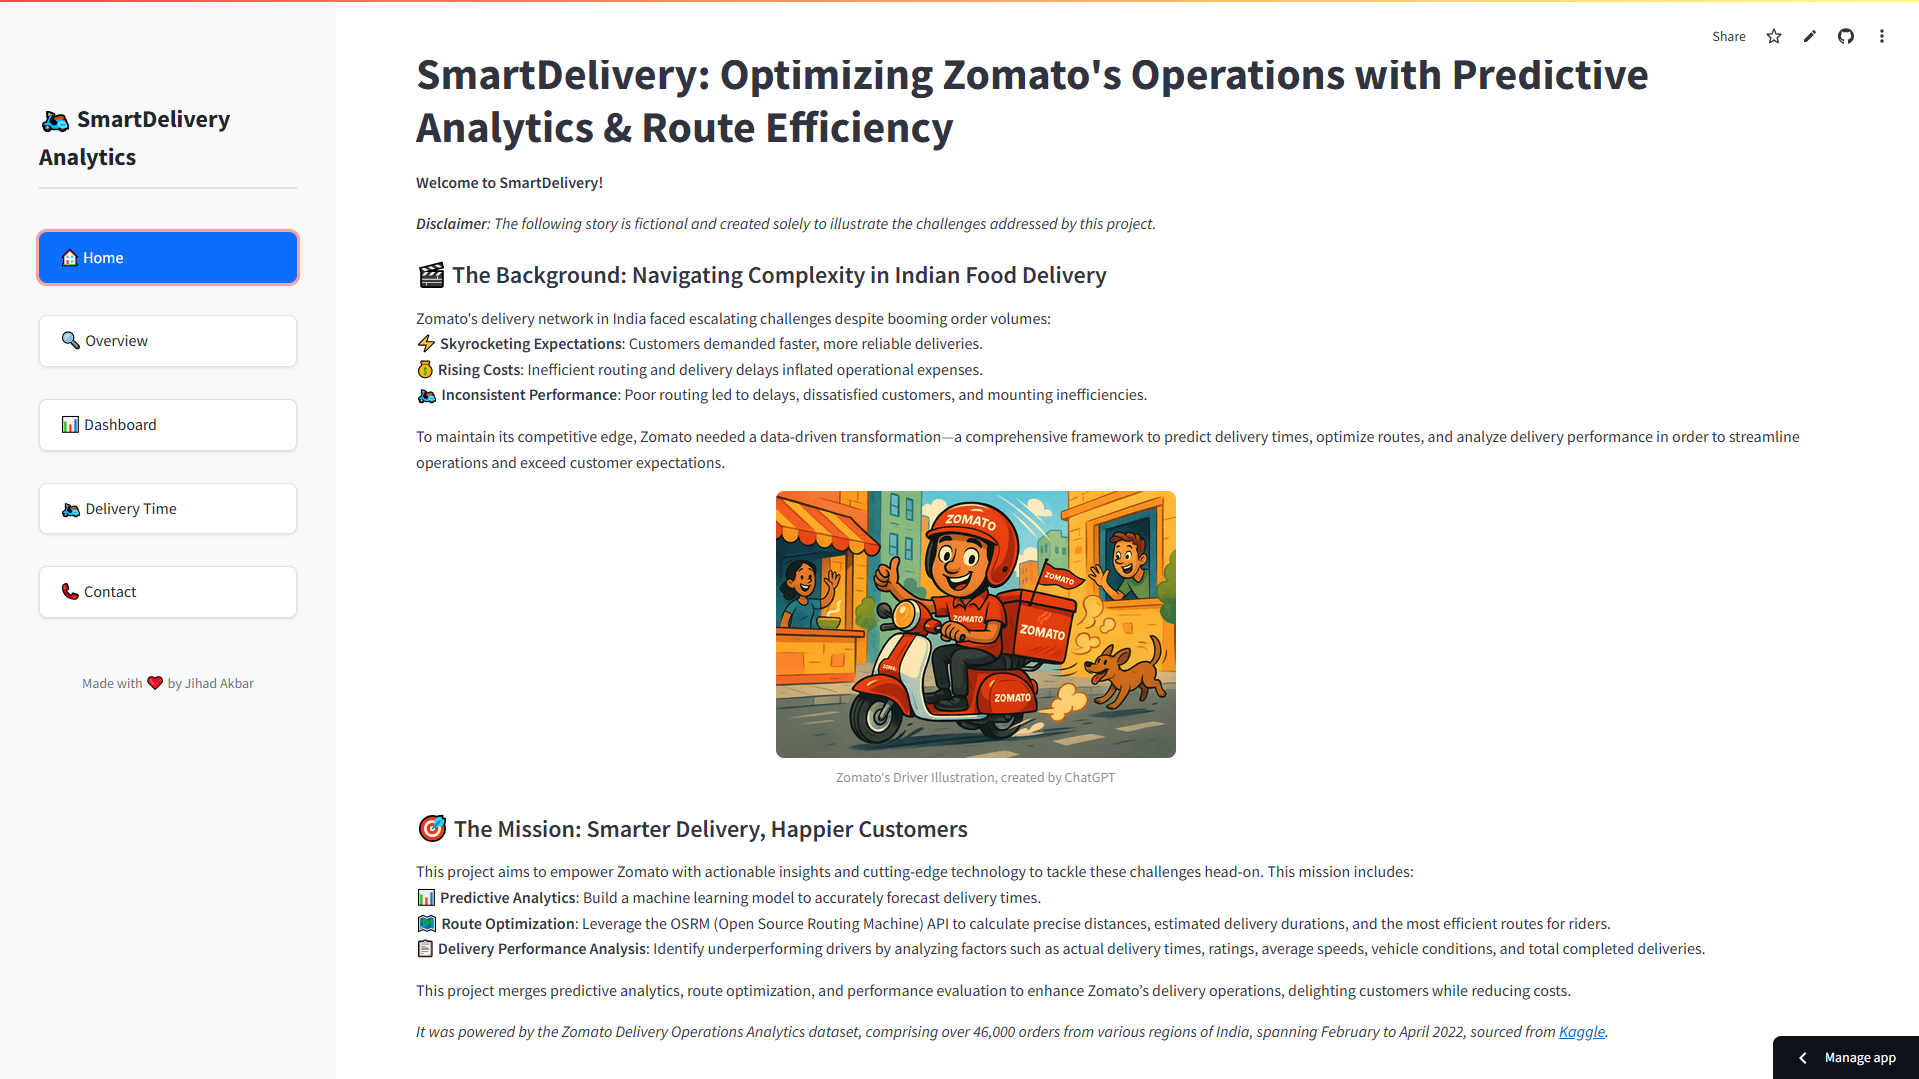 Share
SmartDelivery Analytics
Home
Overview
Dashboard
Delivery Time
Contact
Made with ❤️ by Jihad Akbar
SmartDelivery: Optimizing Zomato's Operations with Predictive
Analytics & Route Efficiency
Welcome to SmartDelivery!
Disclaimer: The following story is fictional and created solely to illustrate the challenges addressed by this project.
The Background: Navigating Complexity in Indian Food Delivery
Zomato's delivery network in India faced escalating challenges despite booming order volumes:
Skyrocketing Expectations: Customers demanded faster, more reliable deliveries.
Rising Costs: Inefficient routing and delivery delays inflated operational expenses.
Inconsistent Performance: Poor routing led to delays, dissatisfied customers, and mounting inefficiencies.
To maintain its competitive edge, Zomato needed a data-driven transformation—a comprehensive framework to predict delivery times, optimize routes, and analyze delivery performance in order to streamline
operations and exceed customer expectations.
ZOMATO
ZOMATO
ZOMATO
ZOMATO
ZOMATO
Zomato's Driver Illustration, created by ChatGPT
The Mission: Smarter Delivery, Happier Customers
This project aims to empower Zomato with actionable insights and cutting-edge technology to tackle these challenges head-on. This mission includes:
Predictive Analytics: Build a machine learning model to accurately forecast delivery times.
Route Optimization: Leverage the OSRM (Open Source Routing Machine) API to calculate precise distances, estimated delivery durations, and the most efficient routes for riders.
Delivery Performance Analysis: Identify underperforming drivers by analyzing factors such as actual delivery times, ratings, average speeds, vehicle conditions, and total completed deliveries.
This project merges predictive analytics, route optimization, and performance evaluation to enhance Zomato’s delivery operations, delighting customers while reducing costs.
It was powered by the Zomato Delivery Operations Analytics dataset, comprising over 46,000 orders from various regions of India, spanning February to April 2022, sourced from Kaggle.
Manage app